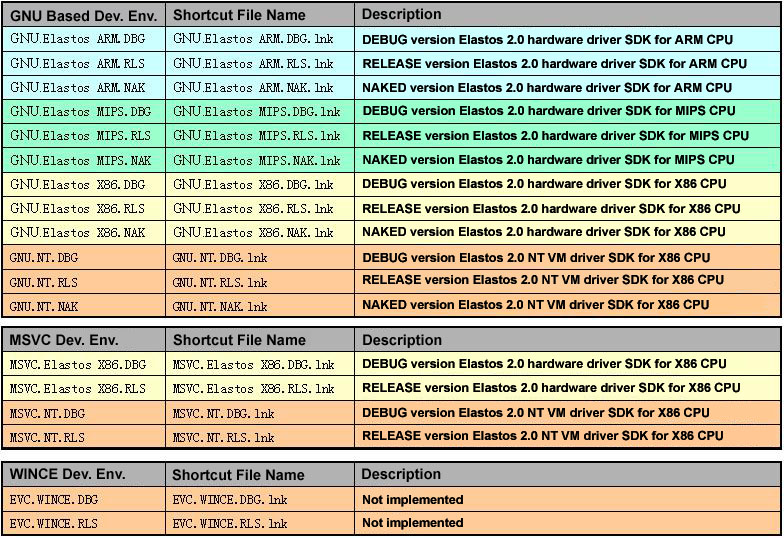 GNU Based Dev. Env. Shortcut File Name Description
GNU.Elastos ARM.DBG GNU.Elastos ARM.DBG.lnk DEBUG version Elastos 2.0 hardware driver SDK for ARM CPU
GNU.Elastos ARM.RLS GNU.Elastos ARM.RLS.lnk RELEASE version Elastos 2.0 hardware driver SDK for ARM CPU
GNU.Elastos ARM.NAK GNU.Elastos ARM.NAK.lnk NAKED version Elastos 2.0 hardware driver SDK for ARM CPU
GNU.Elastos MIPS.DBG GNU.Elastos MIPS.DBG.lnk DEBUG version Elastos 2.0 hardware driver SDK for MIPS CPU
GNU.Elastos MIPS.RLS GNU.Elastos MIPS.RLS.lnk RELEASE version Elastos 2.0 hardware driver SDK for MIPS CPU
GNU.Elastos MIPS.NAK GNU.Elastos MIPS.NAK.lnk NAKED version Elastos 2.0 hardware driver SDK for MIPS CPU
GNU.Elastos X86.DBG GNU.Elastos X86.DBG.lnk DEBUG version Elastos 2.0 hardware driver SDK for X86 CPU
GNU.Elastos X86.RLS GNU.Elastos X86.RLS.lnk RELEASE version Elastos 2.0 hardware driver SDK for X86 CPU
GNU.Elastos X86.NAK GNU.Elastos X86.NAK.lnk NAKED version Elastos 2.0 hardware driver SDK for X86 CPU
GNU.NT.DBG GNU.NT.DBG.lnk DEBUG version Elastos 2.0 NT VM driver SDK for X86 CPU
GNU.NT.RLS GNU.NT.RLS.lnk RELEASE version Elastos 2.0 NT VM driver SDK for X86 CPU
GNU.NT.NAK GNU.NT.NAK.lnk NAKED version Elastos 2.0 NT VM driver SDK for X86 CPU
MSVC Dev. Env. Shortcut File Name Description
MSVC.Elastos X86.DBG MSVC.Elastos X86.DBG.lnk DEBUG version Elastos 2.0 hardware driver SDK for X86 CPU
MSVC.Elastos X86.RLS MSVC.Elastos X86.RLS.lnk RELEASE version Elastos 2.0 hardware driver SDK for X86 CPU
MSVC.NT.DBG MSVC.NT.DBG.lnk DEBUG version Elastos 2.0 NT VM driver SDK for X86 CPU
MSVC.NT.RLS MSVC.NT.RLS.lnk RELEASE version Elastos 2.0 NT VM driver SDK for X86 CPU
WINCE Dev. Env. Shortcut File Name Description
EVC.WINCE.DBG EVC.WINCE.DBG.lnk Not implemented
EVC.WINCE.RLS EVC.WINCE.RLS.lnk Not implemented